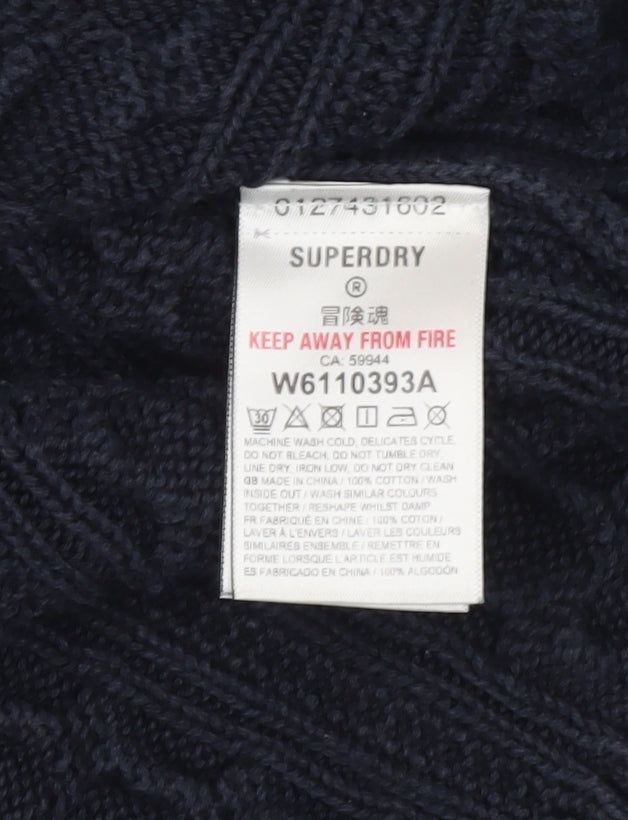 0127431602
SUPERDRY
®
冒険魂
KEEP AWAY FROM FIRE
CA: 59944
W6110393A
30
MACHINE WASH COLD, DELICATES CYCLE,
DO NOT BLEACH, DO NOT TUMBLE DRY,
LINE DRY, IRON LOW, DO NOT DRY CLEAN
GB MADE IN CHINA / 100% COTTON / WASH
INSIDE OUT / WASH SIMILAR COLOURS
TOGETHER / RESHAPE WHILST DAMP
FR FABRIQUÉ EN CHINE : 100% COTON /
LAVER À L'ENVERS / LAVER LES COULEURS
SIMILAIRES ENSEMBLE / REMETTRE EN
FORME LORSQUE L'ARTICLE EST HUMIDE
ES FABRICADO EN CHINA / 100% ALGODÓN